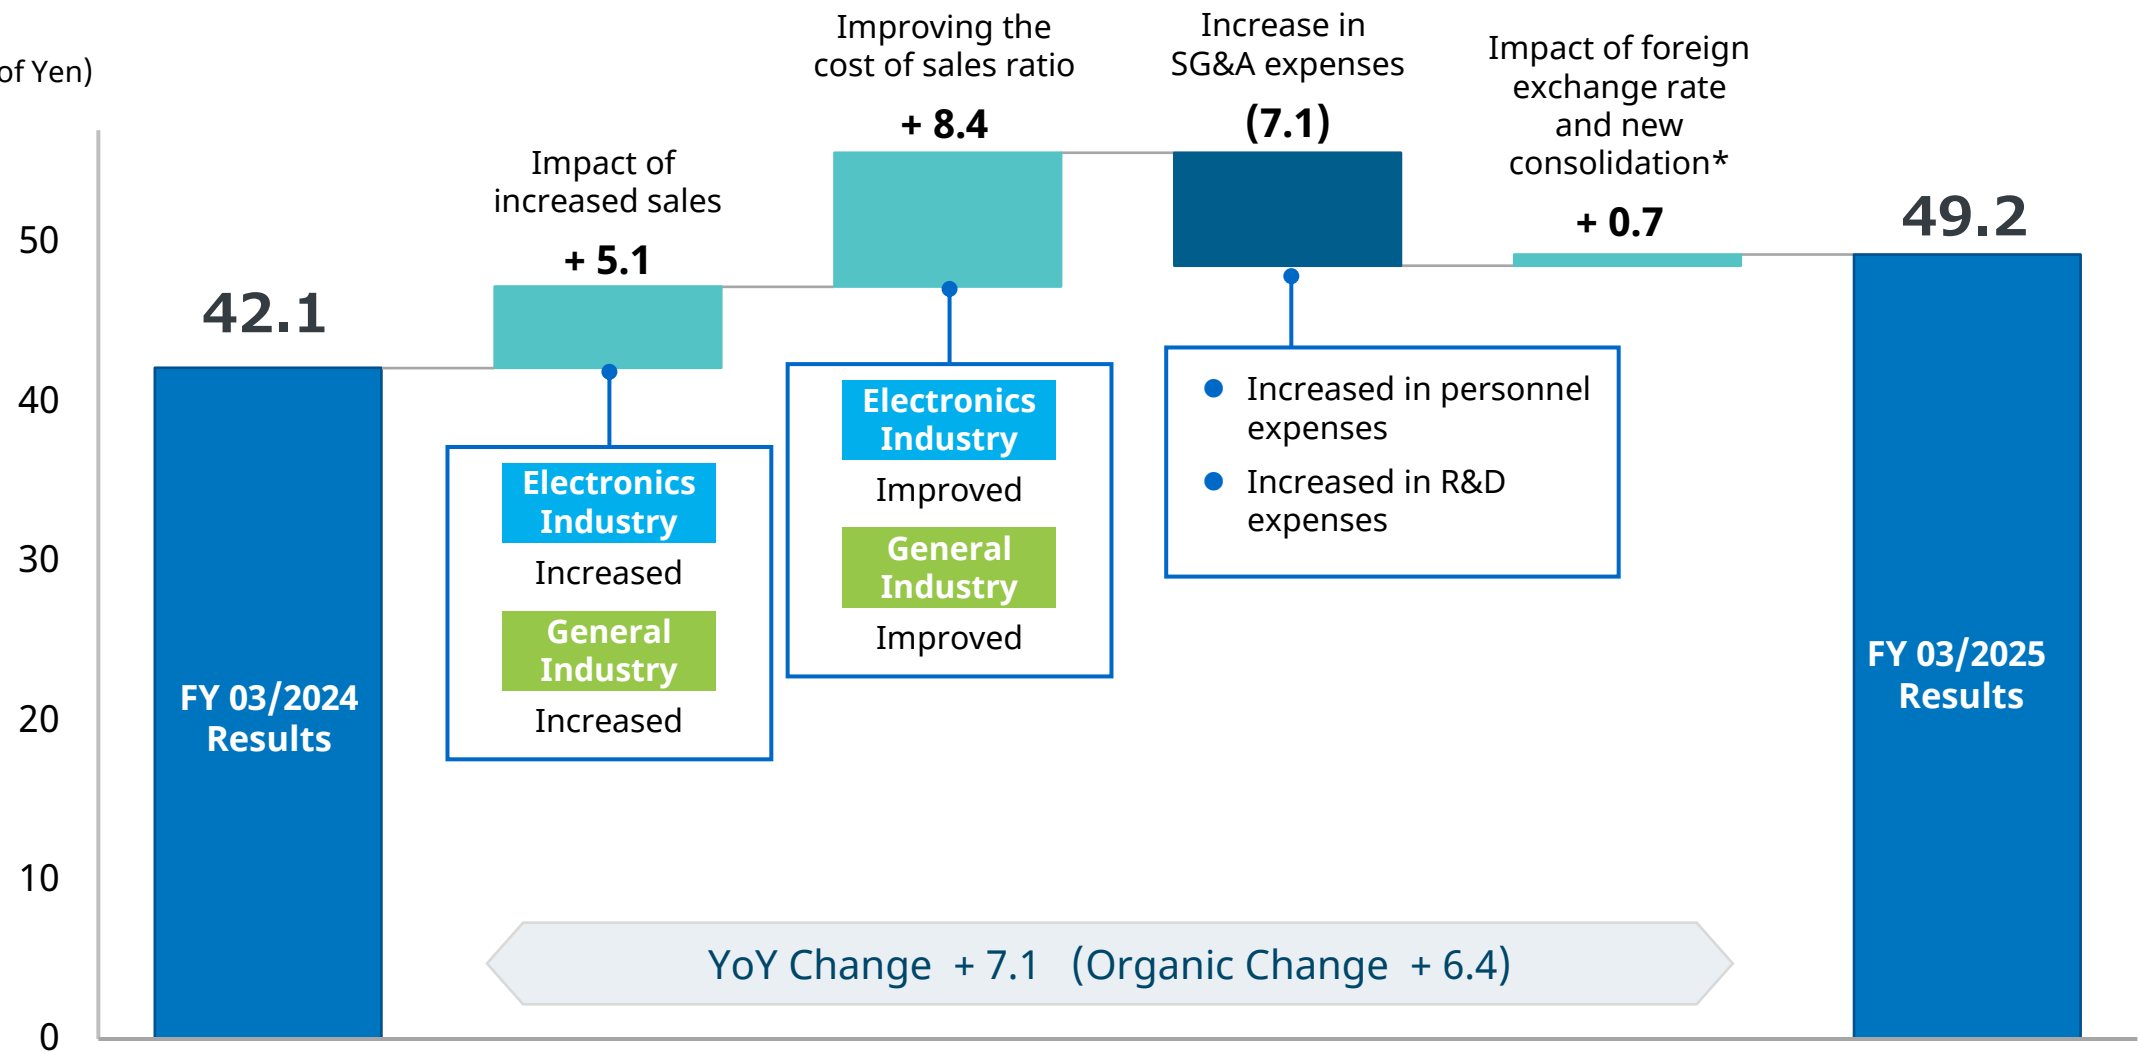 of Yen)
50
40
30
20
10
0
42.1
FY 03/2024
Results
Impact of
increased sales
+ 5.1
Electronics
Industry
Increased
General
Industry
Increased
Improving the
cost of sales ratio
+ 8.4
Electronics
Industry
Improved
General
Industry
Improved
Increase in
SG&A expenses
(7.1)
● Increased in personnel
expenses
● Increased in R&D
expenses
Impact of foreign
exchange rate
and new
consolidation*
+ 0.7
49.2
FY 03/2025
Results
YoY Change + 7.1 (Organic Change + 6.4)